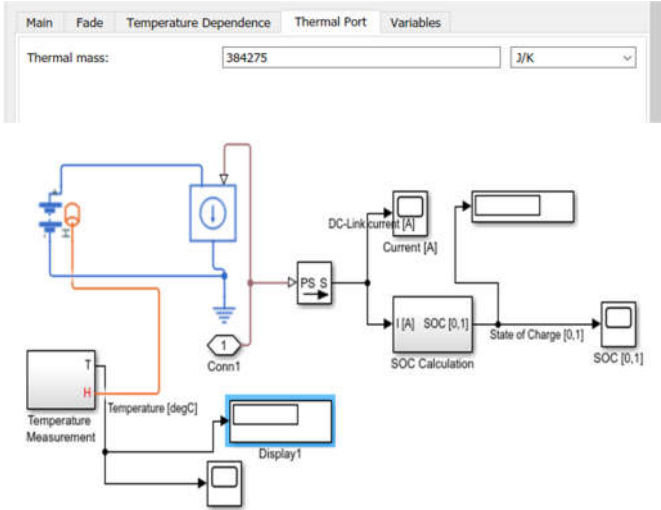 Main Fade Temperature Dependence Thermal Port Variables
Thermal mass: 384275 J/K
DC-Link current [A]
Current [A]
PS S
I [A] SOC [0,1]
State of Charge [0,1]
SOC Calculation
SOC [0,1]
1
Conn1
H
T
H
Temperature [degC]
Temperature
Measurement
Display1